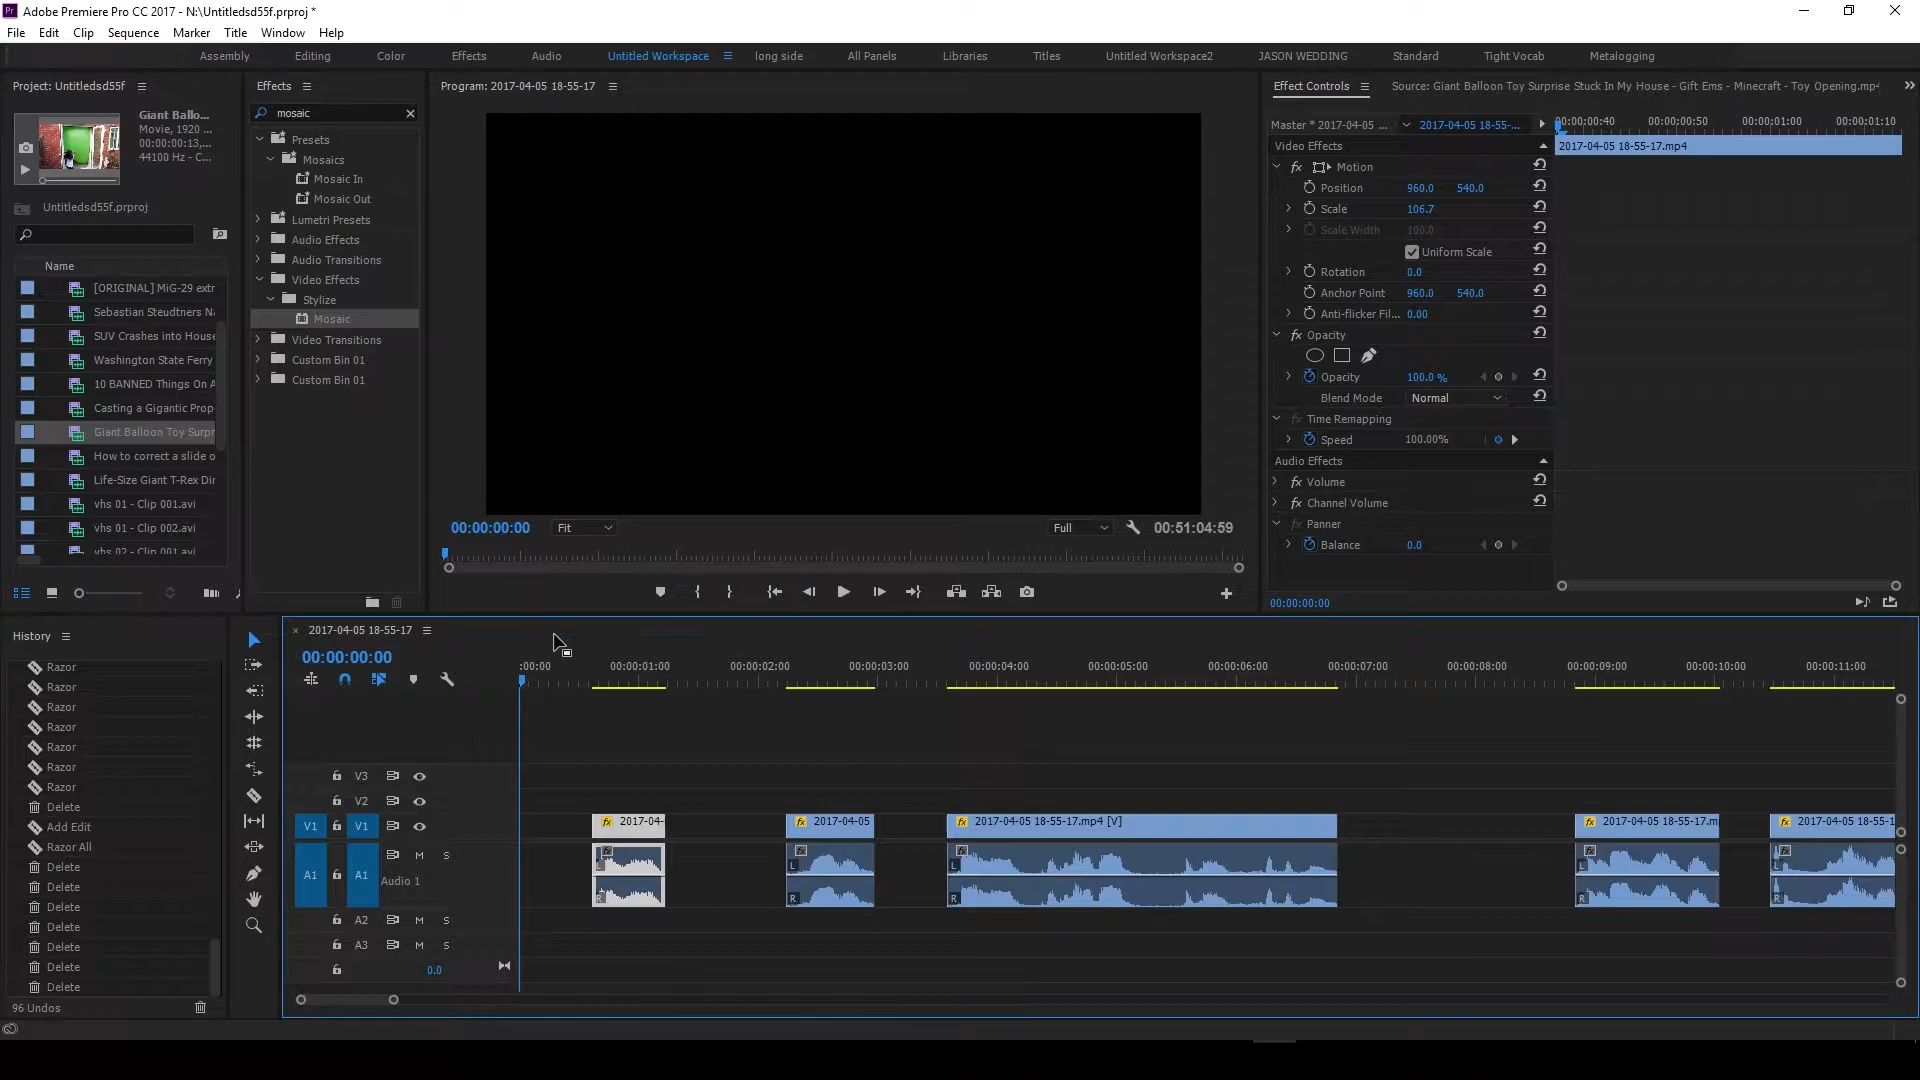 Adobe Premiere Pro CC 2017 - N:\Untitledsd55f.prproj *
File Edit Clip Sequence Marker Title Window Help
Assembly Editing Color Effects Audio Untitled Workspace long side All Panels Libraries Titles Untitled Workspace2 JASON WEDDING Standard Tight Vocab Metalogging
Project: Untitledsd55f
Giant Ballo...
Movie, 1920 ...
00:00:00:13,...
44100 Hz - C...
Untitledsd55f.prproj
Name
[ORIGINAL] MiG-29 extr
Sebastian Steudtners Na
SUV Crashes into House
Washington State Ferry
10 BANNED Things On A
Casting a Gigantic Prop
Giant Balloon Toy Surpr
How to correct a slide o
Life-Size Giant T-Rex Din
vhs 01 - Clip 001.avi
vhs 01 - Clip 002.avi
vhs 02 - Clip 001.avi
Effects
mosaic
Presets
Mosaics
Mosaic In
Mosaic Out
Lumetri Presets
Audio Effects
Audio Transitions
Video Effects
Stylize
Mosaic
Video Transitions
Custom Bin 01
Custom Bin 01
Program: 2017-04-05 18-55-17
00:00:00:00 Fit Full 00:51:04:59
Effect Controls Source: Giant Balloon Toy Surprise Stuck In My House - Gift Ems - Minecraft - Toy Opening.mp4
Master * 2017-04-05 ... 2017-04-05 18-55-... 00:00:00:40 00:00:00:50 00:00:01:00 00:00:01:10
Video Effects 2017-04-05 18-55-17.mp4
fx Motion
Position 960.0 540.0
Scale 106.7
Scale Width 100.0
Uniform Scale
Rotation 0.0
Anchor Point 960.0 540.0
Anti-flicker Fil... 0.00
fx Opacity
Opacity 100.0 %
Blend Mode Normal
fx Time Remapping
Speed 100.00%
Audio Effects
fx Volume
fx Channel Volume
fx Panner
Balance 0.0
00:00:00:00
History
Razor
Razor
Razor
Razor
Razor
Razor
Razor
Delete
Add Edit
Razor All
Delete
Delete
Delete
Delete
Delete
Delete
Delete
96 Undos
2017-04-05 18-55-17
00:00:00:00
:00:00 00:00:01:00 00:00:02:00 00:00:03:00 00:00:04:00 00:00:05:00 00:00:06:00 00:00:07:00 00:00:08:00 00:00:09:00 00:00:10:00 00:00:11:00
V3
V2
V1 V1 fx 2017-04- fx 2017-04-05 fx 2017-04-05 18-55-17.mp4 [V] fx 2017-04-05 18-55-17.m fx 2017-04-05 18-55-1
M S
A1 A1 Audio 1
L L L L L
R R R R R
A2 M S
A3 M S
0.0